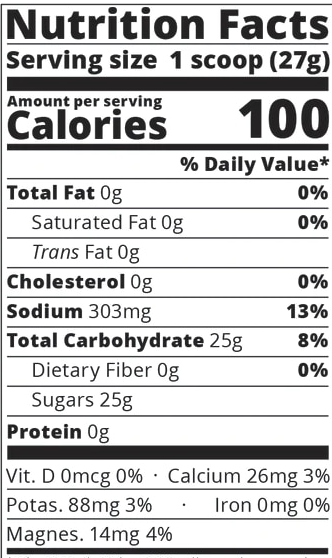 Nutrition Facts
Serving size 1 scoop (27g)
Amount per serving
Calories 100
% Daily Value*
Total Fat 0g 0%
Saturated Fat 0g 0%
Trans Fat 0g
Cholesterol 0g 0%
Sodium 303mg 13%
Total Carbohydrate 25g 8%
Dietary Fiber 0g 0%
Sugars 25g
Protein 0g
Vit. D 0mcg 0% · Calcium 26mg 3%
Potas. 88mg 3% · Iron 0mg 0%
Magnes. 14mg 4%